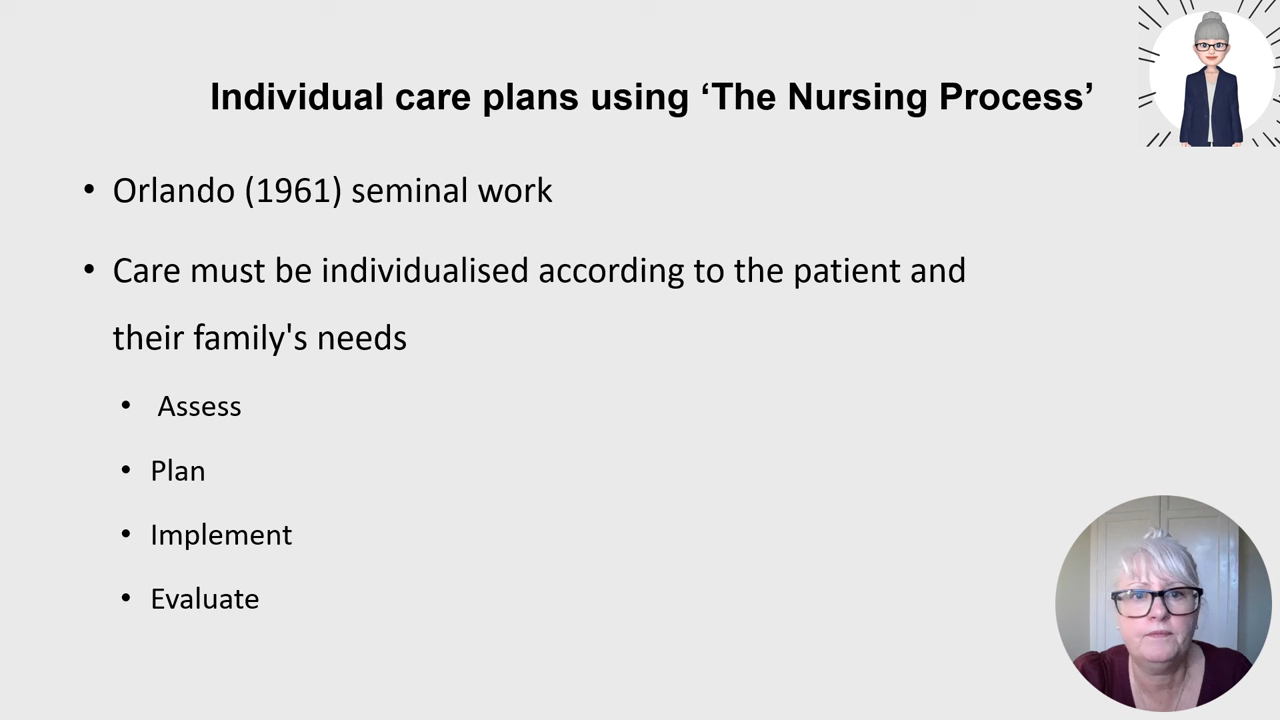 Individual care plans using ‘The Nursing Process’
• Orlando (1961) seminal work
• Care must be individualised according to the patient and
their family's needs
• Assess
• Plan
• Implement
• Evaluate